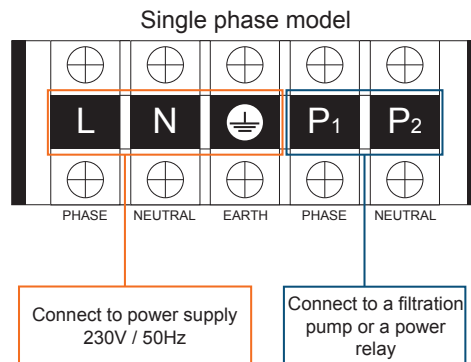 Single phase model
L N P1 P2
PHASE NEUTRAL EARTH PHASE NEUTRAL
Connect to power supply
230V / 50Hz
Connect to a filtration
pump or a power
relay